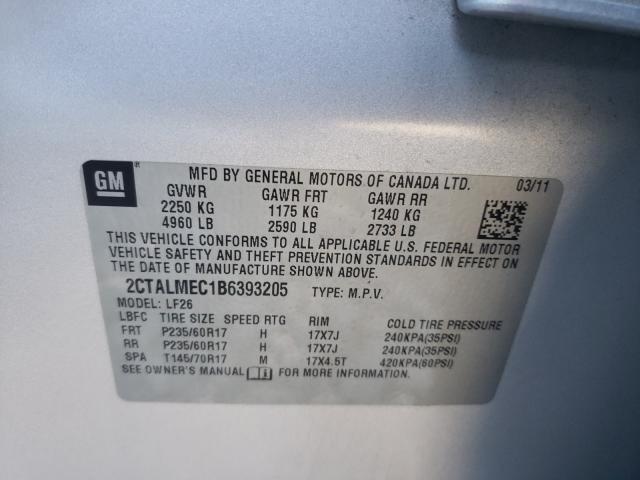 GM
MFD BY GENERAL MOTORS OF CANADA LTD. 03/11
GVWR GAWR FRT GAWR RR
2250 KG 1175 KG 1240 KG
4960 LB 2590 LB 2733 LB
THIS VEHICLE CONFORMS TO ALL APPLICABLE U.S. FEDERAL MOTOR
VEHICLE SAFETY AND THEFT PREVENTION STANDARDS IN EFFECT
ON THE DATE OF MANUFACTURE SHOWN ABOVE.
2CTALMEC1B6393205 TYPE: M.P.V.
MODEL: LF26
LBFC TIRE SIZE SPEED RTG RIM COLD TIRE PRESSURE
FRT P235/60R17 H 17X7J 240KPA(35PSI)
RR P235/60R17 H 17X7J 240KPA(35PSI)
SPA T145/70R17 M 17X4.5T 420KPA(60PSI)
SEE OWNER'S MANUAL FOR MORE INFORMATION.